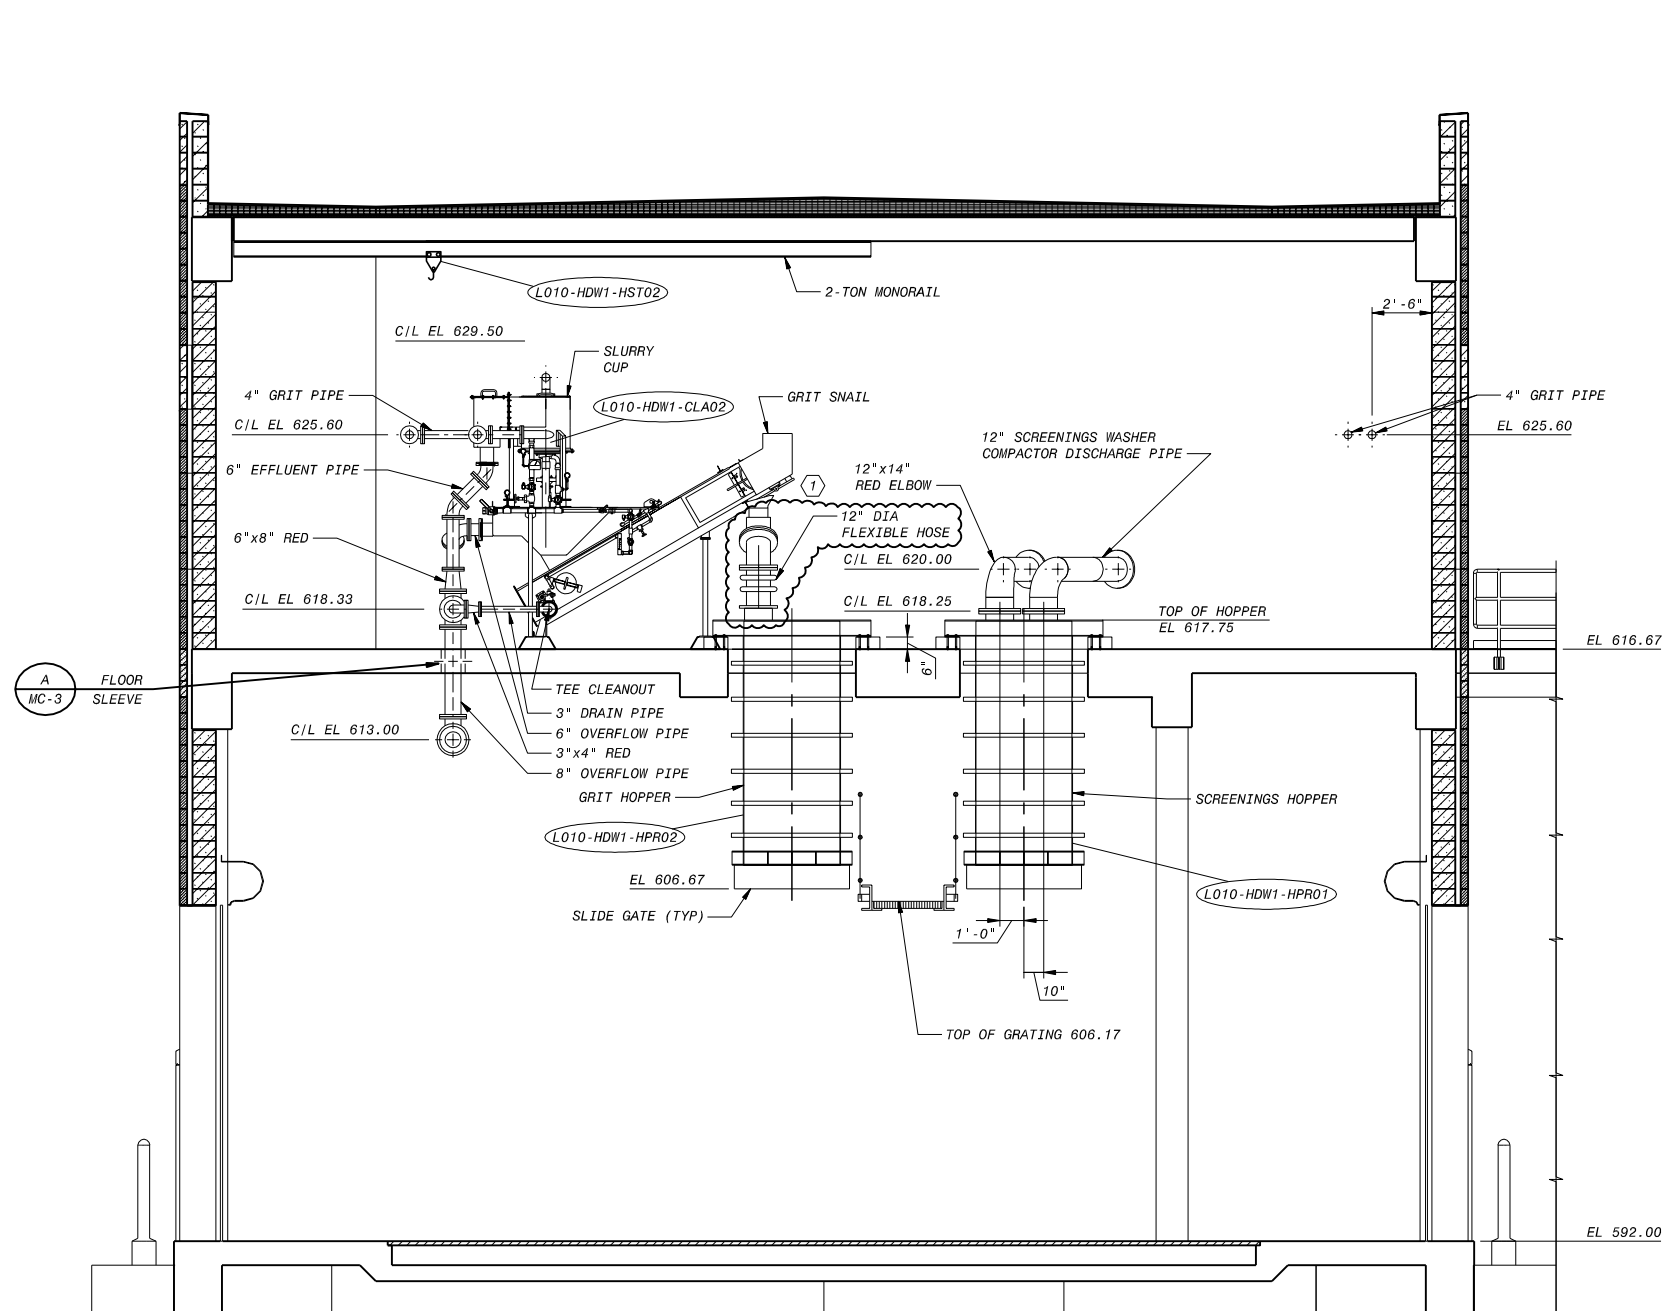 L010-HDW1-HST02
2-TON MONORAIL
2'-6"
C/L EL 629.50
SLURRY
CUP
4" GRIT PIPE
L010-HDW1-CLA02
GRIT SNAIL
4" GRIT PIPE
C/L EL 625.60
EL 625.60
12" SCREENINGS WASHER
COMPACTOR DISCHARGE PIPE
6" EFFLUENT PIPE
12"x14"
RED ELBOW
1
12" DIA
FLEXIBLE HOSE
6"x8" RED
C/L EL 620.00
C/L EL 618.33
C/L EL 618.25
TOP OF HOPPER
EL 617.75
EL 616.67
6"
A
MC-3
FLOOR
SLEEVE
TEE CLEANOUT
3" DRAIN PIPE
6" OVERFLOW PIPE
3"x4" RED
8" OVERFLOW PIPE
C/L EL 613.00
GRIT HOPPER
SCREENINGS HOPPER
L010-HDW1-HPR02
EL 606.67
L010-HDW1-HPR01
SLIDE GATE (TYP)
1'-0"
10"
TOP OF GRATING 606.17
EL 592.00